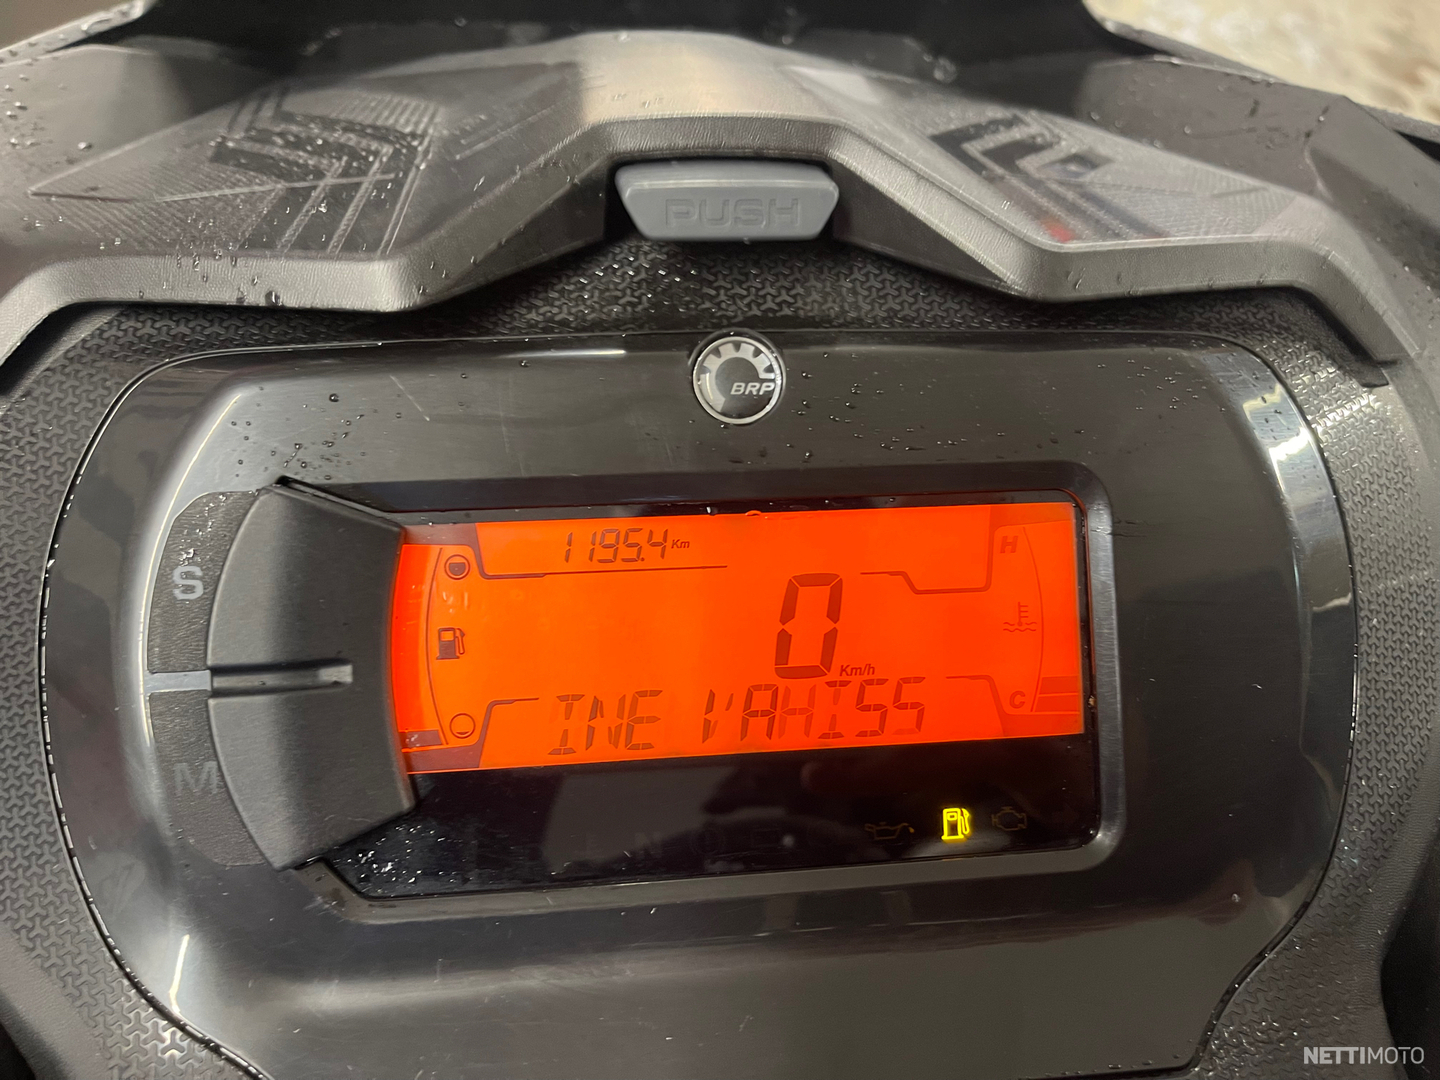 PUSH
BRP
S
M
1195.4 Km
H
0
Km/h
C
INE VAHISS
N
NETTIMOTO